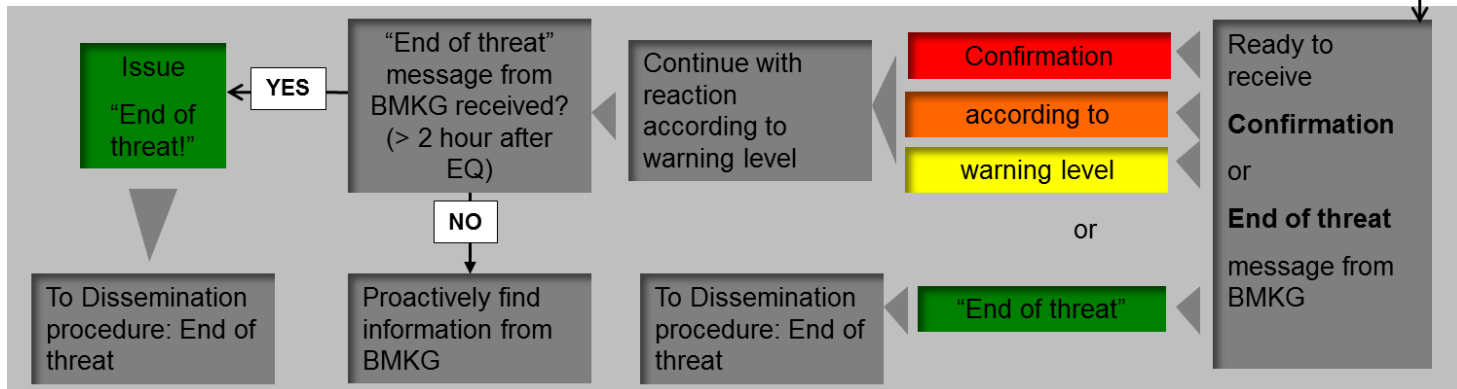 Issue
“End of
threat!”
YES
“End of threat”
message from
BMKG received?
(> 2 hour after
EQ)
NO
Continue with
reaction
according to
warning level
Confirmation
according to
warning level
or
“End of threat”
Ready to
receive
Confirmation
or
End of threat
message from
BMKG
To Dissemination
procedure: End of
threat
Proactively find
information from
BMKG
To Dissemination
procedure: End of
threat